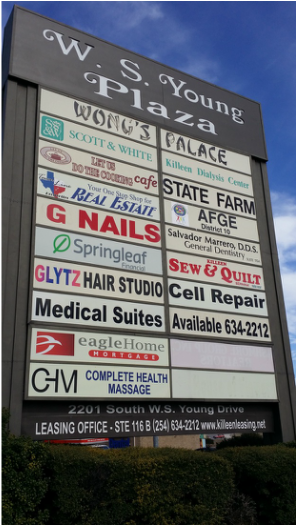 W. S. Young
Plaza
WONG'S PALACE
SCOTT & WHITE
Killeen Dialysis Center
LET US
DO THE COOKING cafe
STATE FARM
Your One Stop Shop for
REAL ESTATE
AFGE
District 10
G NAILS
Salvador Marrero, D.D.S.
General Dentistry
Springleaf
FINANCIAL
KILLEEN
SEW & QUILT
GLYTZ HAIR STUDIO
Cell Repair
Medical Suites
Available 634-2212
eagleHome
MORTGAGE
CHM COMPLETE HEALTH
MASSAGE
2201 South W.S. Young Drive
LEASING OFFICE - STE 116 B (254) 634-2212 www.killeenleasing.net